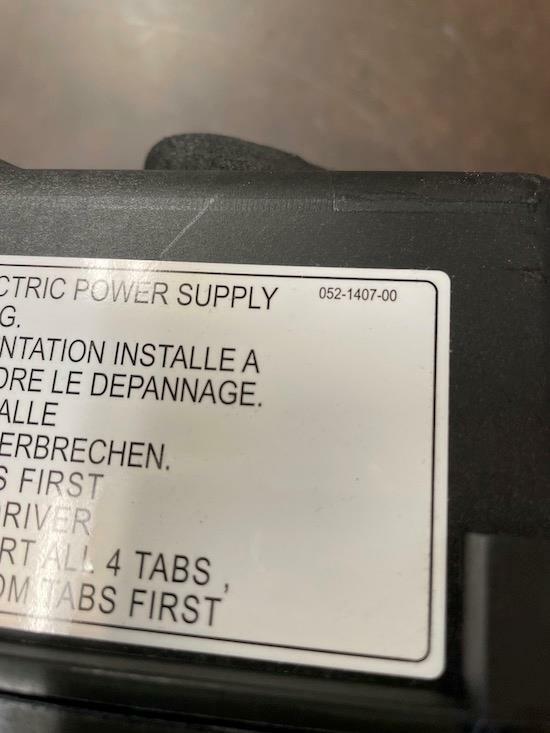 CTRIC POWER SUPPLY 052-1407-00
G.
NTATION INSTALLE A
DRE LE DEPANNAGE.
ALLE
ERBRECHEN.
S FIRST
RIVER
RT ALL 4 TABS ,
OM TABS FIRST